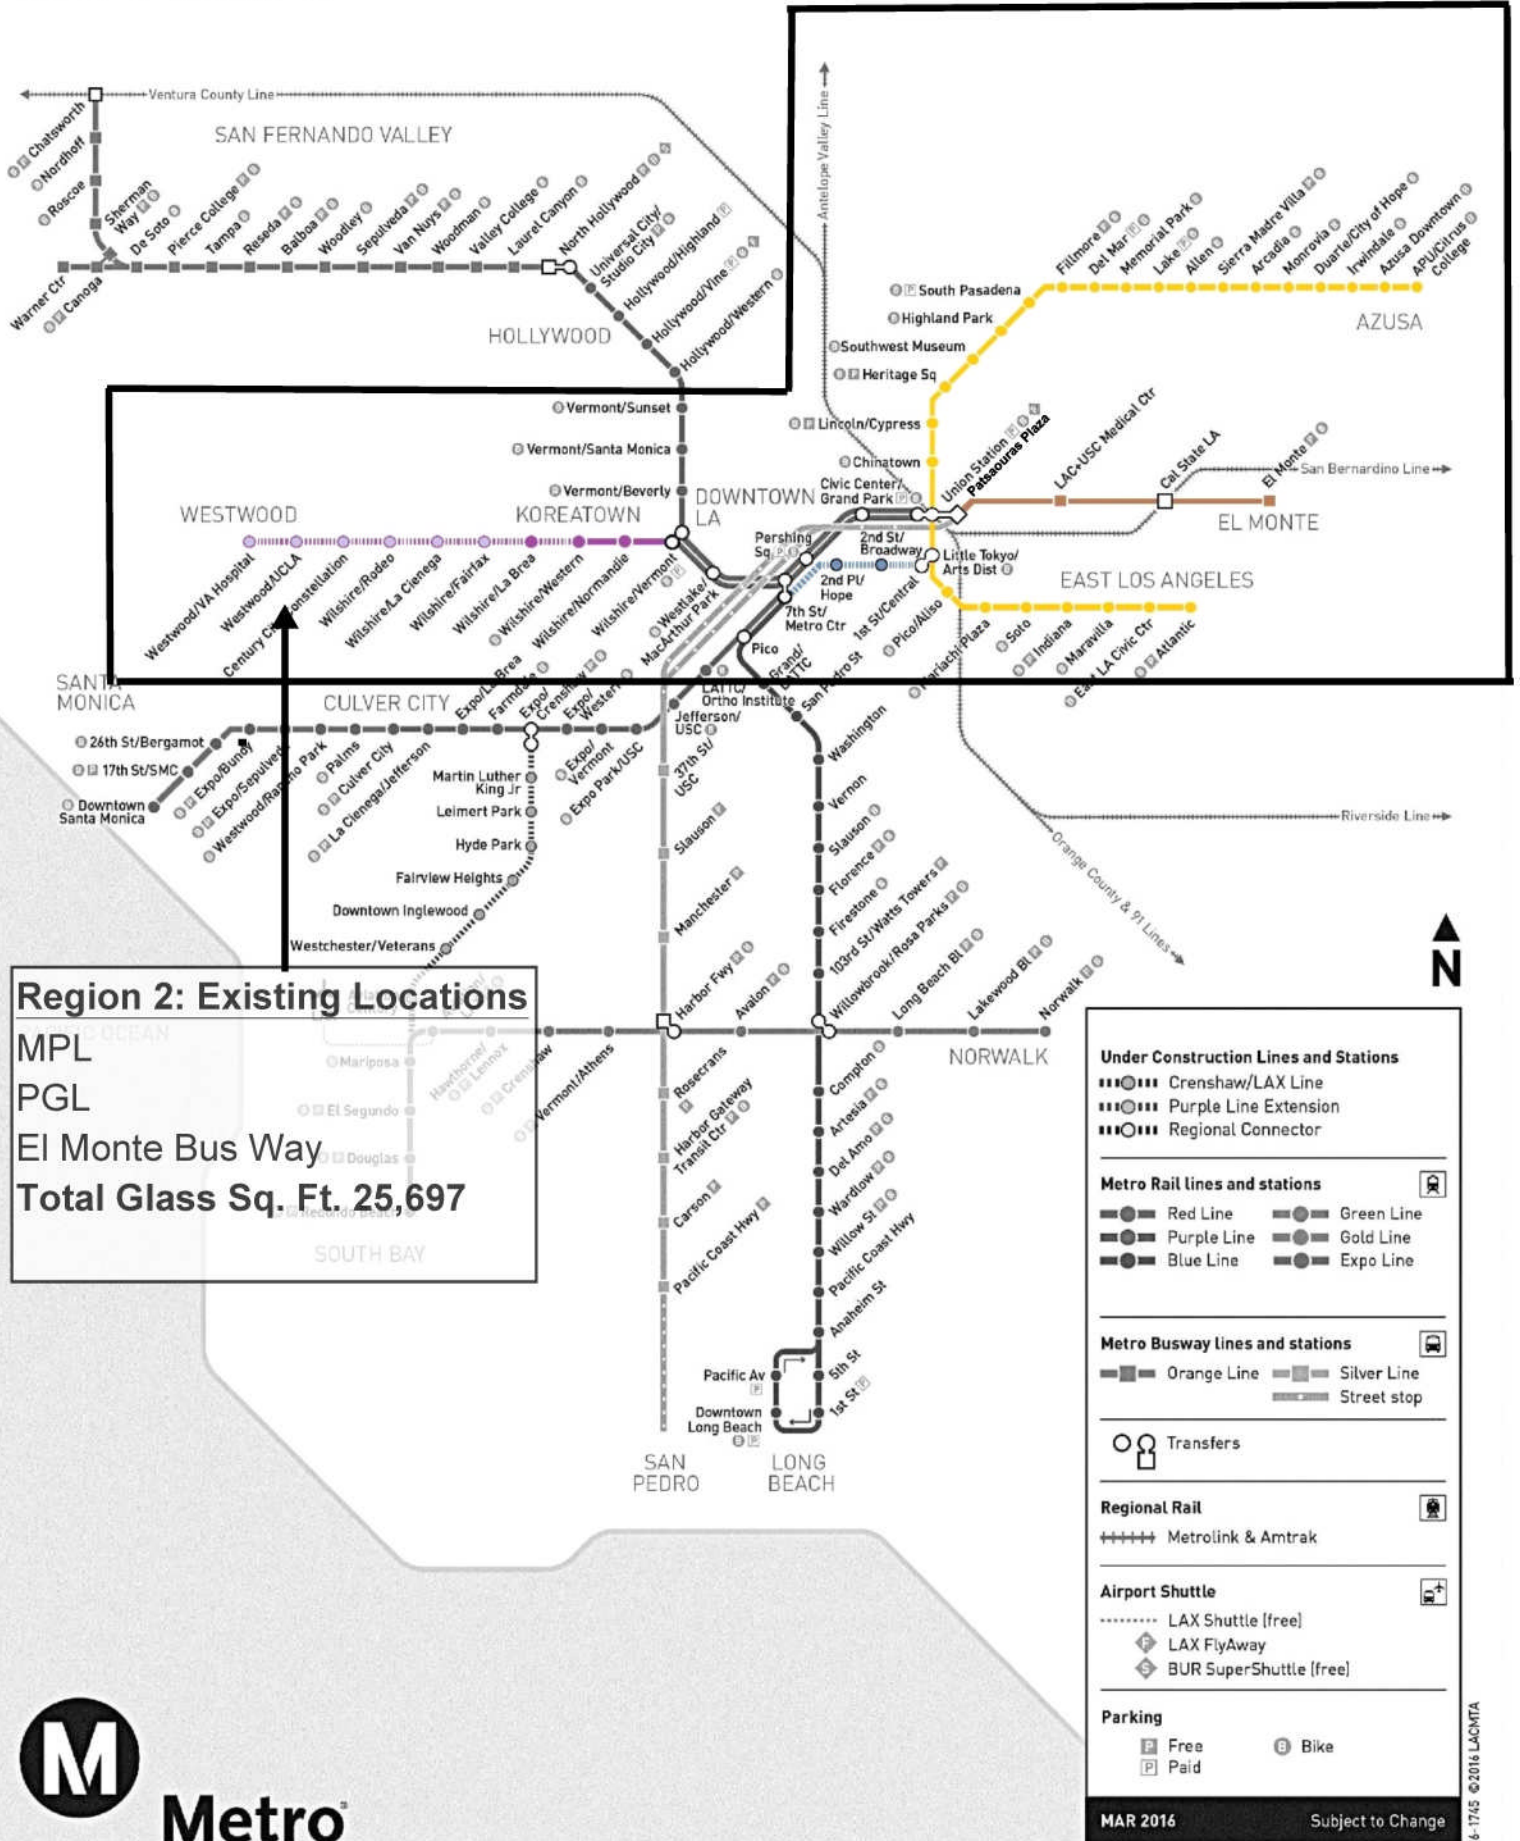 Ventura County Line
SAN FERNANDO VALLEY
Antelope Valley Line
Chatsworth
Nordhoff
Roscoe
Sherman
Way
Warner Ctr
Canoga
De Soto
Pierce College
Tampa
Reseda
Balboa
Woodley
Sepulveda
Van Nuys
Woodman
Valley College
Laurel Canyon
North Hollywood
Universal City/
Studio City
Hollywood/Highland
Hollywood/Vine
Hollywood/Western
HOLLYWOOD
Vermont/Sunset
Vermont/Santa Monica
Vermont/Beverly
Fillmore
Del Mar
Memorial Park
Lake
Allen
Sierra Madre Villa
Arcadia
Monrovia
Duarte/City of Hope
Irwindale
Azusa Downtown
APU/Citrus
College
AZUSA
South Pasadena
Highland Park
Southwest Museum
Heritage Sq
Lincoln/Cypress
Chinatown
Union Station
Patsaouras Plaza
LAC+USC Medical Ctr
Cal State LA
El Monte
San Bernardino Line
EL MONTE
WESTWOOD
KOREATOWN
DOWNTOWN
LA
Civic Center/
Grand Park
Pershing
Sq
2nd St/
Broadway
2nd Pl/
Hope
7th St/
Metro Ctr
Little Tokyo/
Arts Dist
1st St/Central
EAST LOS ANGELES
Westwood/VA Hospital
Westwood/UCLA
Century City/Constellation
Wilshire/Rodeo
Wilshire/La Cienega
Wilshire/Fairfax
Wilshire/La Brea
Wilshire/Western
Wilshire/Normandie
Wilshire/Vermont
Westlake/
MacArthur Park
Pico
Grand/
LATTC
San Pedro St
Pico/Aliso
Mariachi Plaza
Soto
Indiana
Maravilla
East LA Civic Ctr
Atlantic
SANTA
MONICA
CULVER CITY
26th St/Bergamot
17th St/SMC
Downtown
Santa Monica
Expo/Bundy
Expo/Sepulveda
Westwood/Rancho Park
Palms
Culver City
La Cienega/Jefferson
Expo/La Brea
Farmdale
Expo/
Crenshaw
Expo/
Western
Expo/
Vermont
Expo Park/USC
Jefferson/
USC
LATTC/
Ortho Institute
37th St/
USC
Martin Luther
King Jr
Leimert Park
Hyde Park
Fairview Heights
Downtown Inglewood
Westchester/Veterans
Slauson
Manchester
Harbor Fwy
Washington
Vernon
Slauson
Florence
Firestone
103rd St/Watts Towers
Willowbrook/Rosa Parks
Avalon
Long Beach Bl
Lakewood Bl
Norwalk
NORWALK
Riverside Line
Orange County & 91 Lines
N
Region 2: Existing Locations
MPL
PGL
El Monte Bus Way
Total Glass Sq. Ft. 25,697
PACIFIC OCEAN
Mariposa
El Segundo
Douglas
Redondo Beach
SOUTH BAY
Hawthorne/
Lennox
Crenshaw
Vermont/Athens
Rosecrans
Harbor Gateway
Transit Ctr
Carson
Pacific Coast Hwy
Compton
Artesia
Del Amo
Wardlow
Willow St
Pacific Coast Hwy
Anaheim St
5th St
1st St
Pacific Av
Downtown
Long Beach
SAN
PEDRO
LONG
BEACH
Under Construction Lines and Stations
Crenshaw/LAX Line
Purple Line Extension
Regional Connector
Metro Rail lines and stations
Red Line
Green Line
Purple Line
Gold Line
Blue Line
Expo Line
Metro Busway lines and stations
Orange Line
Silver Line
Street stop
Transfers
Regional Rail
Metrolink & Amtrak
Airport Shuttle
LAX Shuttle (free)
F LAX FlyAway
S BUR SuperShuttle (free)
Parking
P Free
B Bike
P Paid
MAR 2016
Subject to Change
6-1745 ©2016 LACMTA
M
Metro